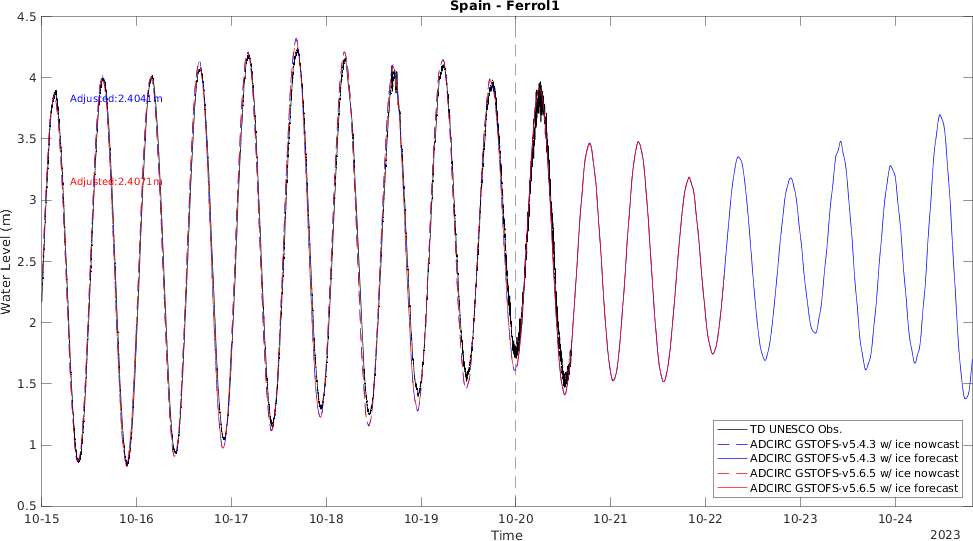 Spain - Ferrol1
4.5
4
3.5
3
2.5
2
1.5
1
0.5
Water Level (m)
Adjusted:2.4041m
Adjusted:2.4071m
TD UNESCO Obs.
ADCIRC GSTOFS-v5.4.3 w/ ice nowcast
ADCIRC GSTOFS-v5.4.3 w/ ice forecast
ADCIRC GSTOFS-v5.6.5 w/ ice nowcast
ADCIRC GSTOFS-v5.6.5 w/ ice forecast
10-15 10-16 10-17 10-18 10-19 10-20 10-21 10-22 10-23 10-24
Time
2023